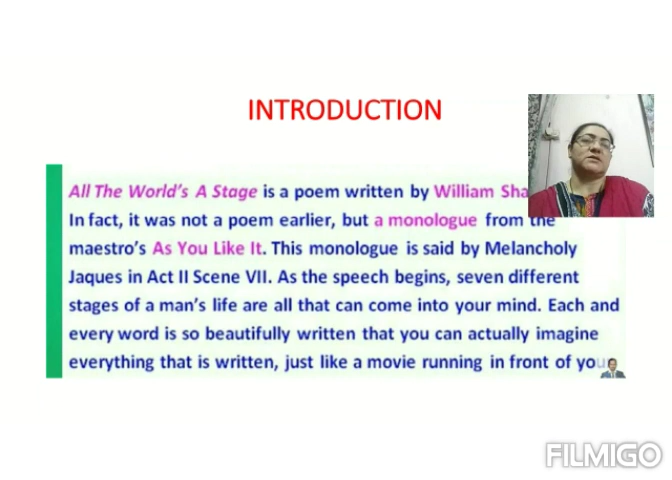 INTRODUCTION
All The World's A Stage is a poem written by William Sha
In fact, it was not a poem earlier, but a monologue from the
maestro's As You Like It. This monologue is said by Melancholy
Jaques in Act II Scene VII. As the speech begins, seven different
stages of a man's life are all that can come into your mind. Each and
every word is so beautifully written that you can actually imagine
everything that is written, just like a movie running in front of you
FILMIGO